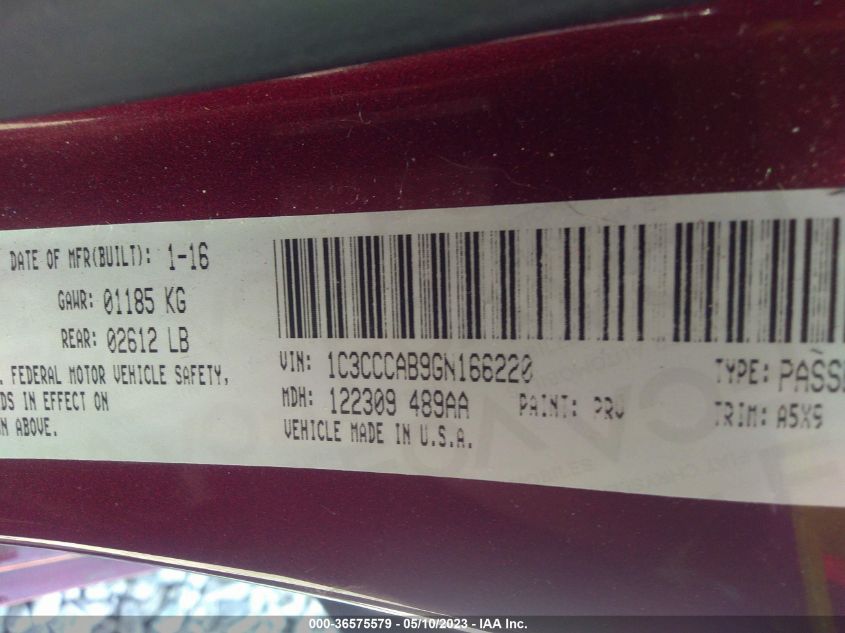 DATE OF MFR(BUILT): 1-16
GAWR: 01185 KG
REAR: 02612 LB
FEDERAL MOTOR VEHICLE SAFETY,
IN EFFECT ON
ABOVE.
VIN: 1C3CCCAB9GN166220
MDH: 122309 489AA PAINT: PRV
VEHICLE MADE IN U.S.A.
TYPE: PASS
TRIM: A5X9
000-36575579 - 05/10/2023 - IAA Inc.